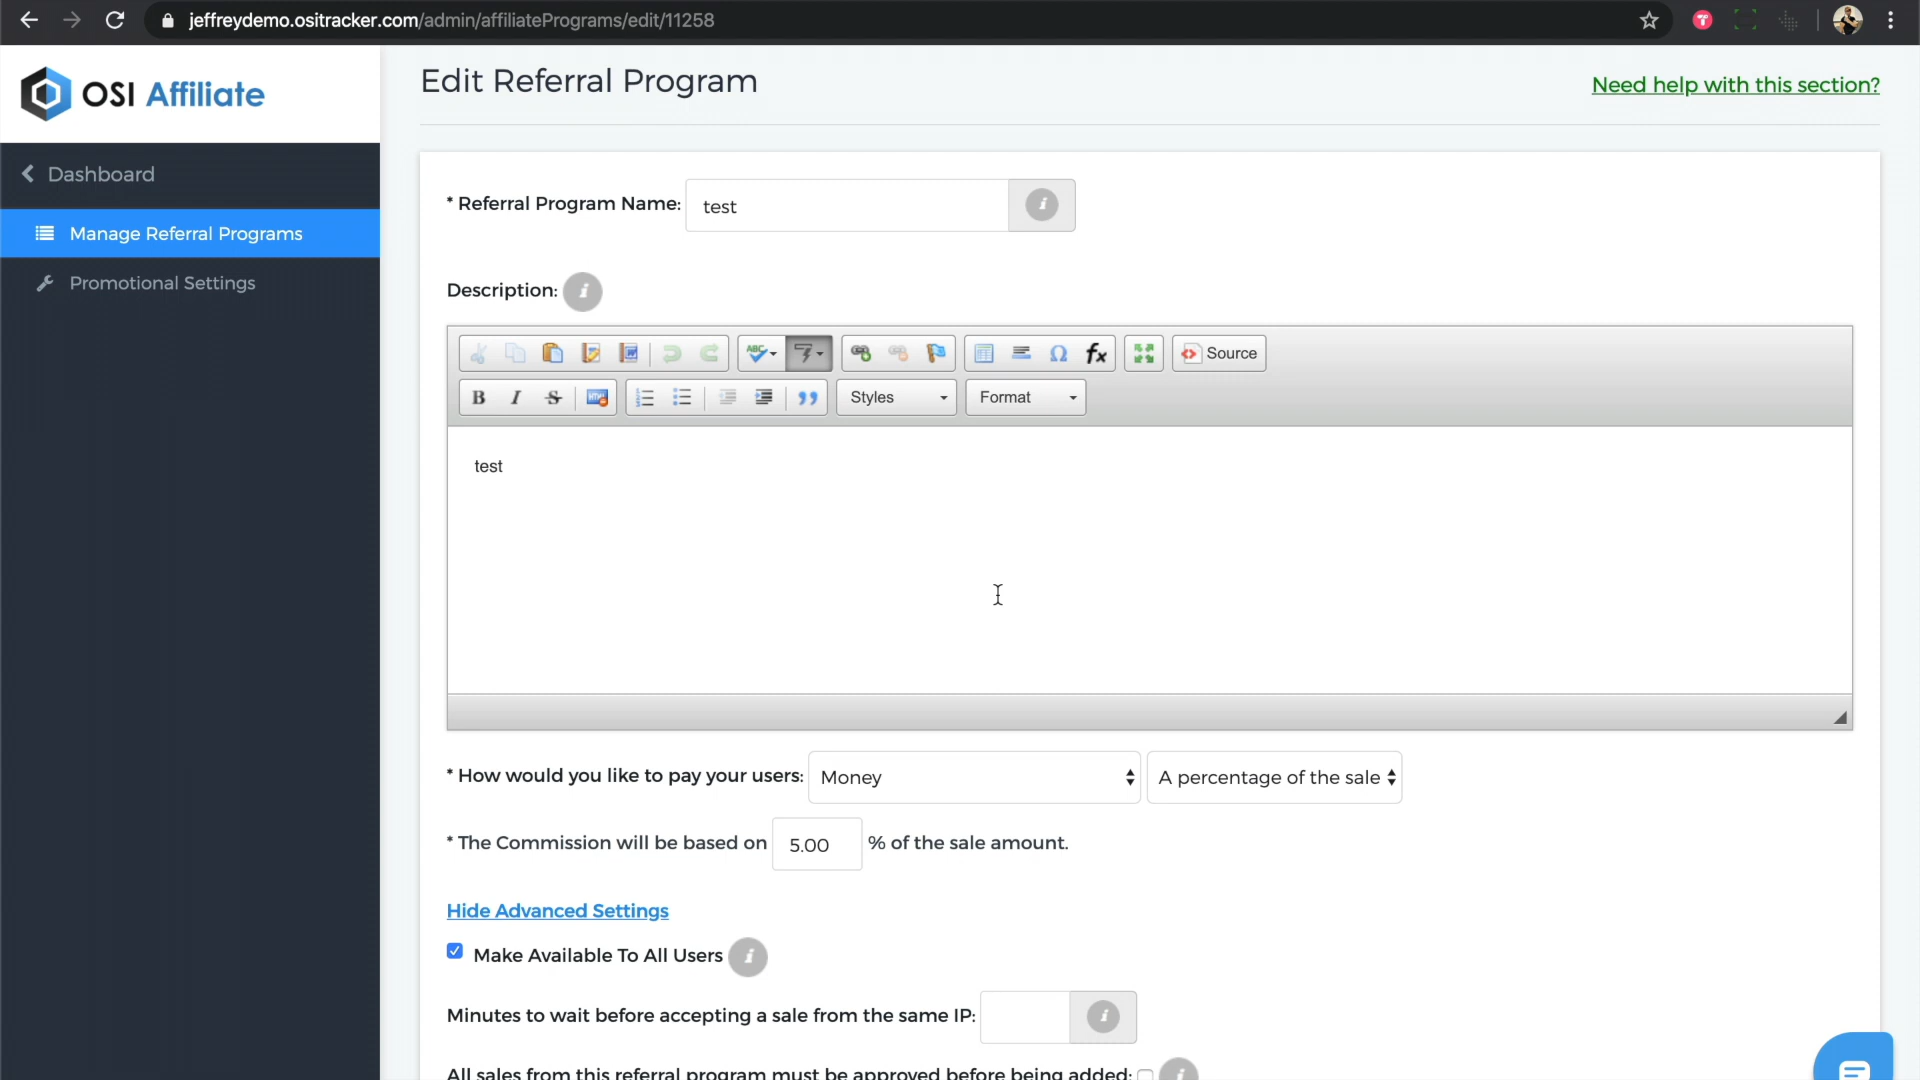 jeffreydemo.ositracker.com/admin/affiliatePrograms/edit/11258
OSI Affiliate
Edit Referral Program
Need help with this section?
Dashboard
Manage Referral Programs
Promotional Settings
* Referral Program Name: test
Description:
ABC
Ω fx
Source
B I S
Styles
Format
test
* How would you like to pay your users: Money A percentage of the sale
* The Commission will be based on 5.00 % of the sale amount.
Hide Advanced Settings
Make Available To All Users
Minutes to wait before accepting a sale from the same IP:
All sales from this referral program must be approved before being added: